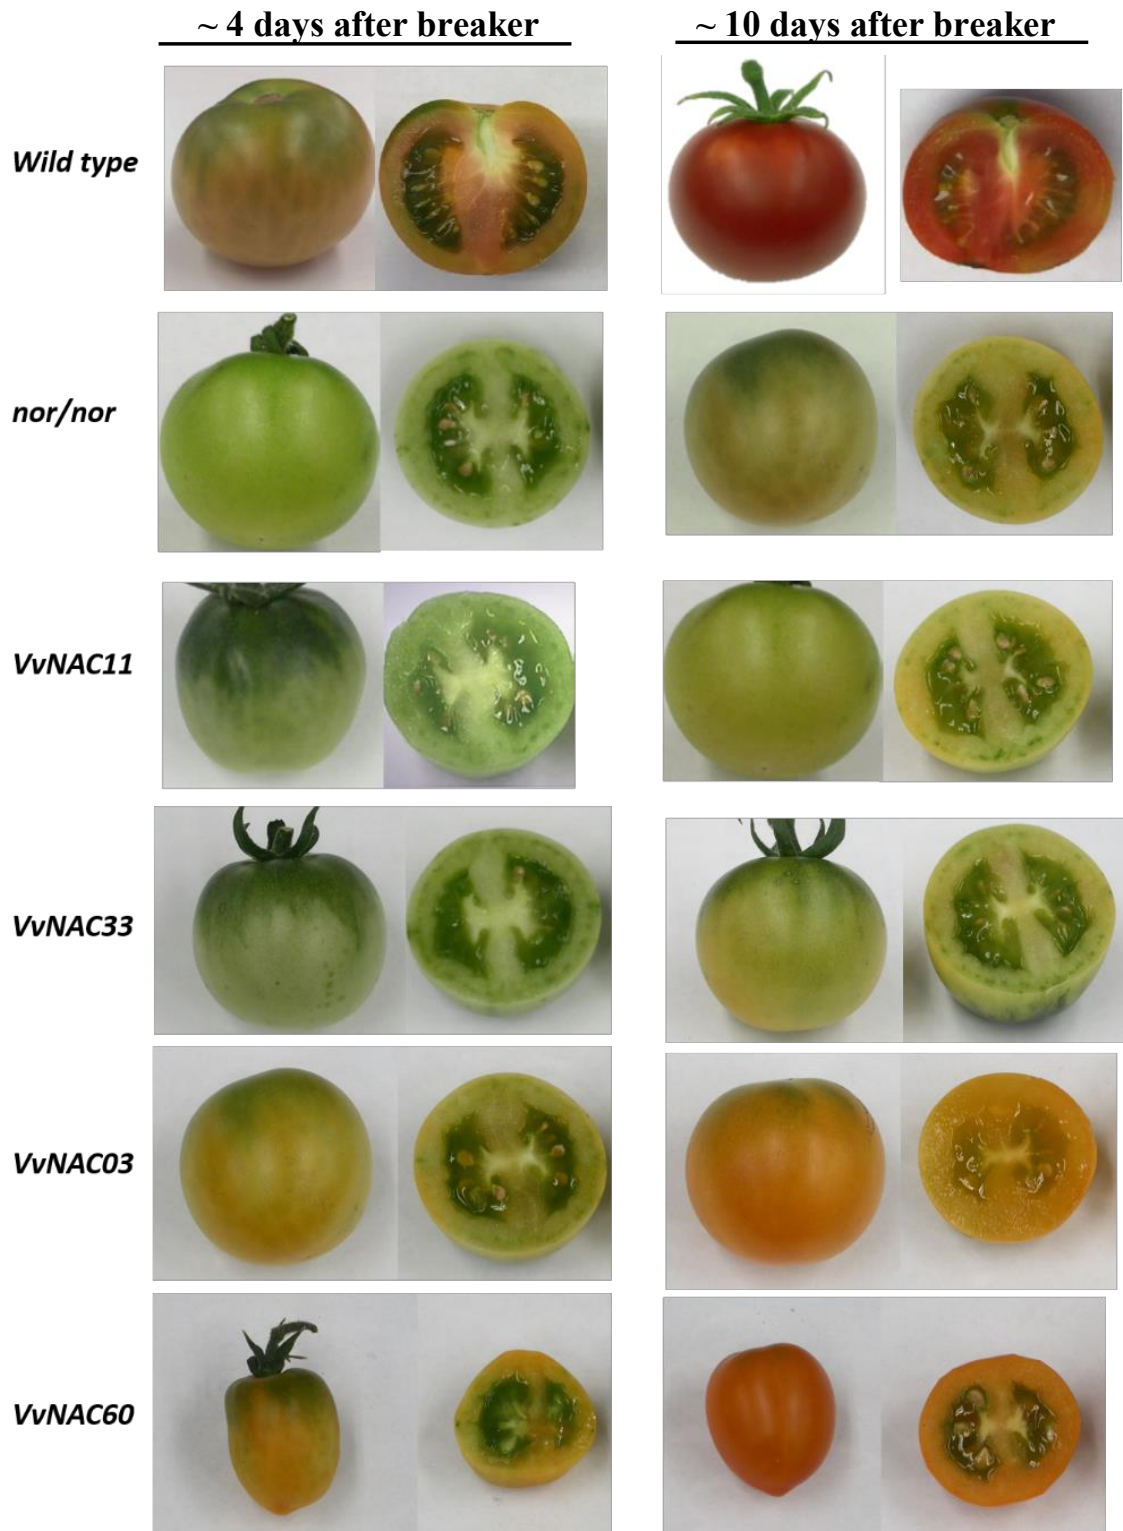 ~ 4 days after breaker
~ 10 days after breaker
Wild type
nor/nor
VvNAC11
VvNAC33
VvNAC03
VvNAC60